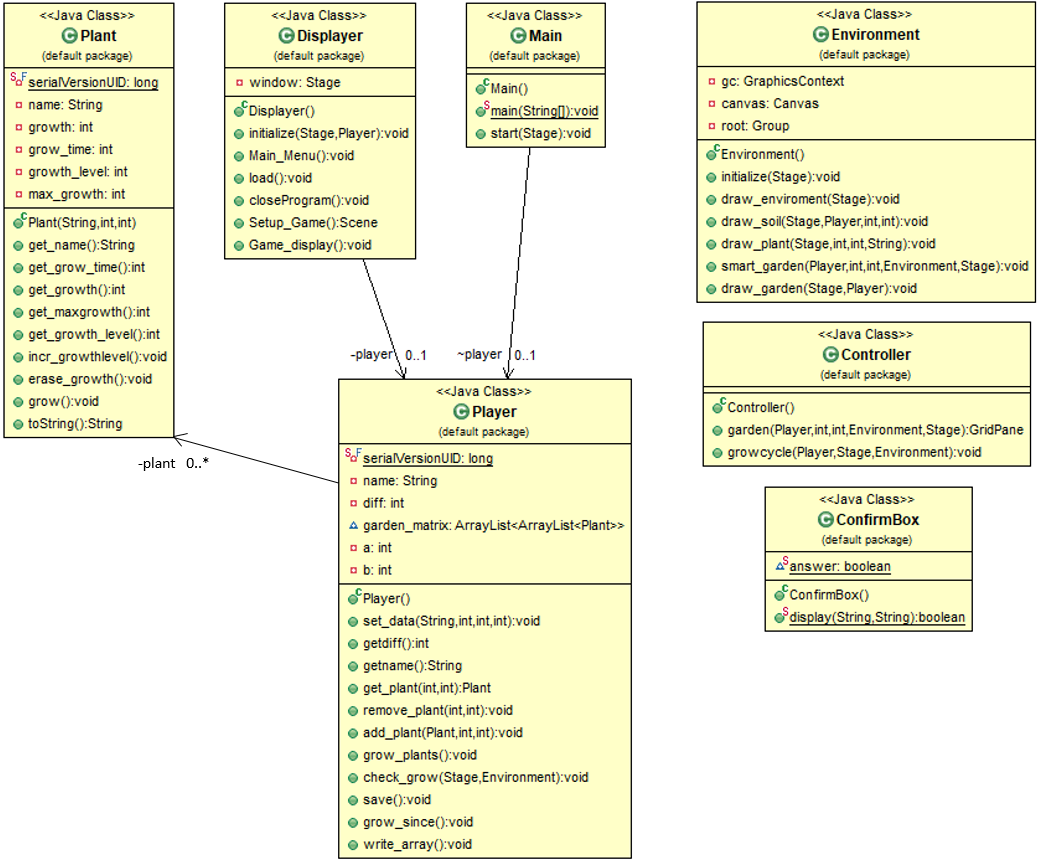 <<Java Class>>
Plant
(default package)
serialVersionUID: long
name: String
growth: int
grow_time: int
growth_level: int
max_growth: int
Plant(String,int,int)
get_name():String
get_grow_time():int
get_growth():int
get_maxgrowth():int
get_growth_level():int
incr_growthlevel():void
erase_growth():void
grow():void
toString():String
<<Java Class>>
Displayer
(default package)
window: Stage
Displayer()
initialize(Stage,Player):void
Main_Menu():void
load():void
closeProgram():void
Setup_Game():Scene
Game_display():void
<<Java Class>>
Main
(default package)
Main()
main(String[]):void
start(Stage):void
<<Java Class>>
Environment
(default package)
gc: GraphicsContext
canvas: Canvas
root: Group
Environment()
initialize(Stage):void
draw_enviroment(Stage):void
draw_soil(Stage,Player,int,int):void
draw_plant(Stage,int,int,String):void
smart_garden(Player,int,int,Environment,Stage):void
draw_garden(Stage,Player):void
-player 0..1
~player 0..1
-plant 0..*
<<Java Class>>
Player
(default package)
serialVersionUID: long
name: String
diff: int
garden_matrix: ArrayList<ArrayList<Plant>>
a: int
b: int
Player()
set_data(String,int,int,int):void
getdiff():int
getname():String
get_plant(int,int):Plant
remove_plant(int,int):void
add_plant(Plant,int,int):void
grow_plants():void
check_grow(Stage,Environment):void
save():void
grow_since():void
write_array():void
<<Java Class>>
Controller
(default package)
Controller()
garden(Player,int,int,Environment,Stage):GridPane
growcycle(Player,Stage,Environment):void
<<Java Class>>
ConfirmBox
(default package)
answer: boolean
ConfirmBox()
display(String,String):boolean